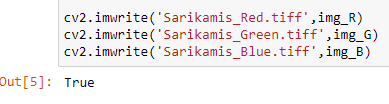 cv2.imwrite('Sarikamis_Red.tiff',img_R)
cv2.imwrite('Sarikamis_Green.tiff',img_G)
cv2.imwrite('Sarikamis_Blue.tiff',img_B)
Out[5]: True